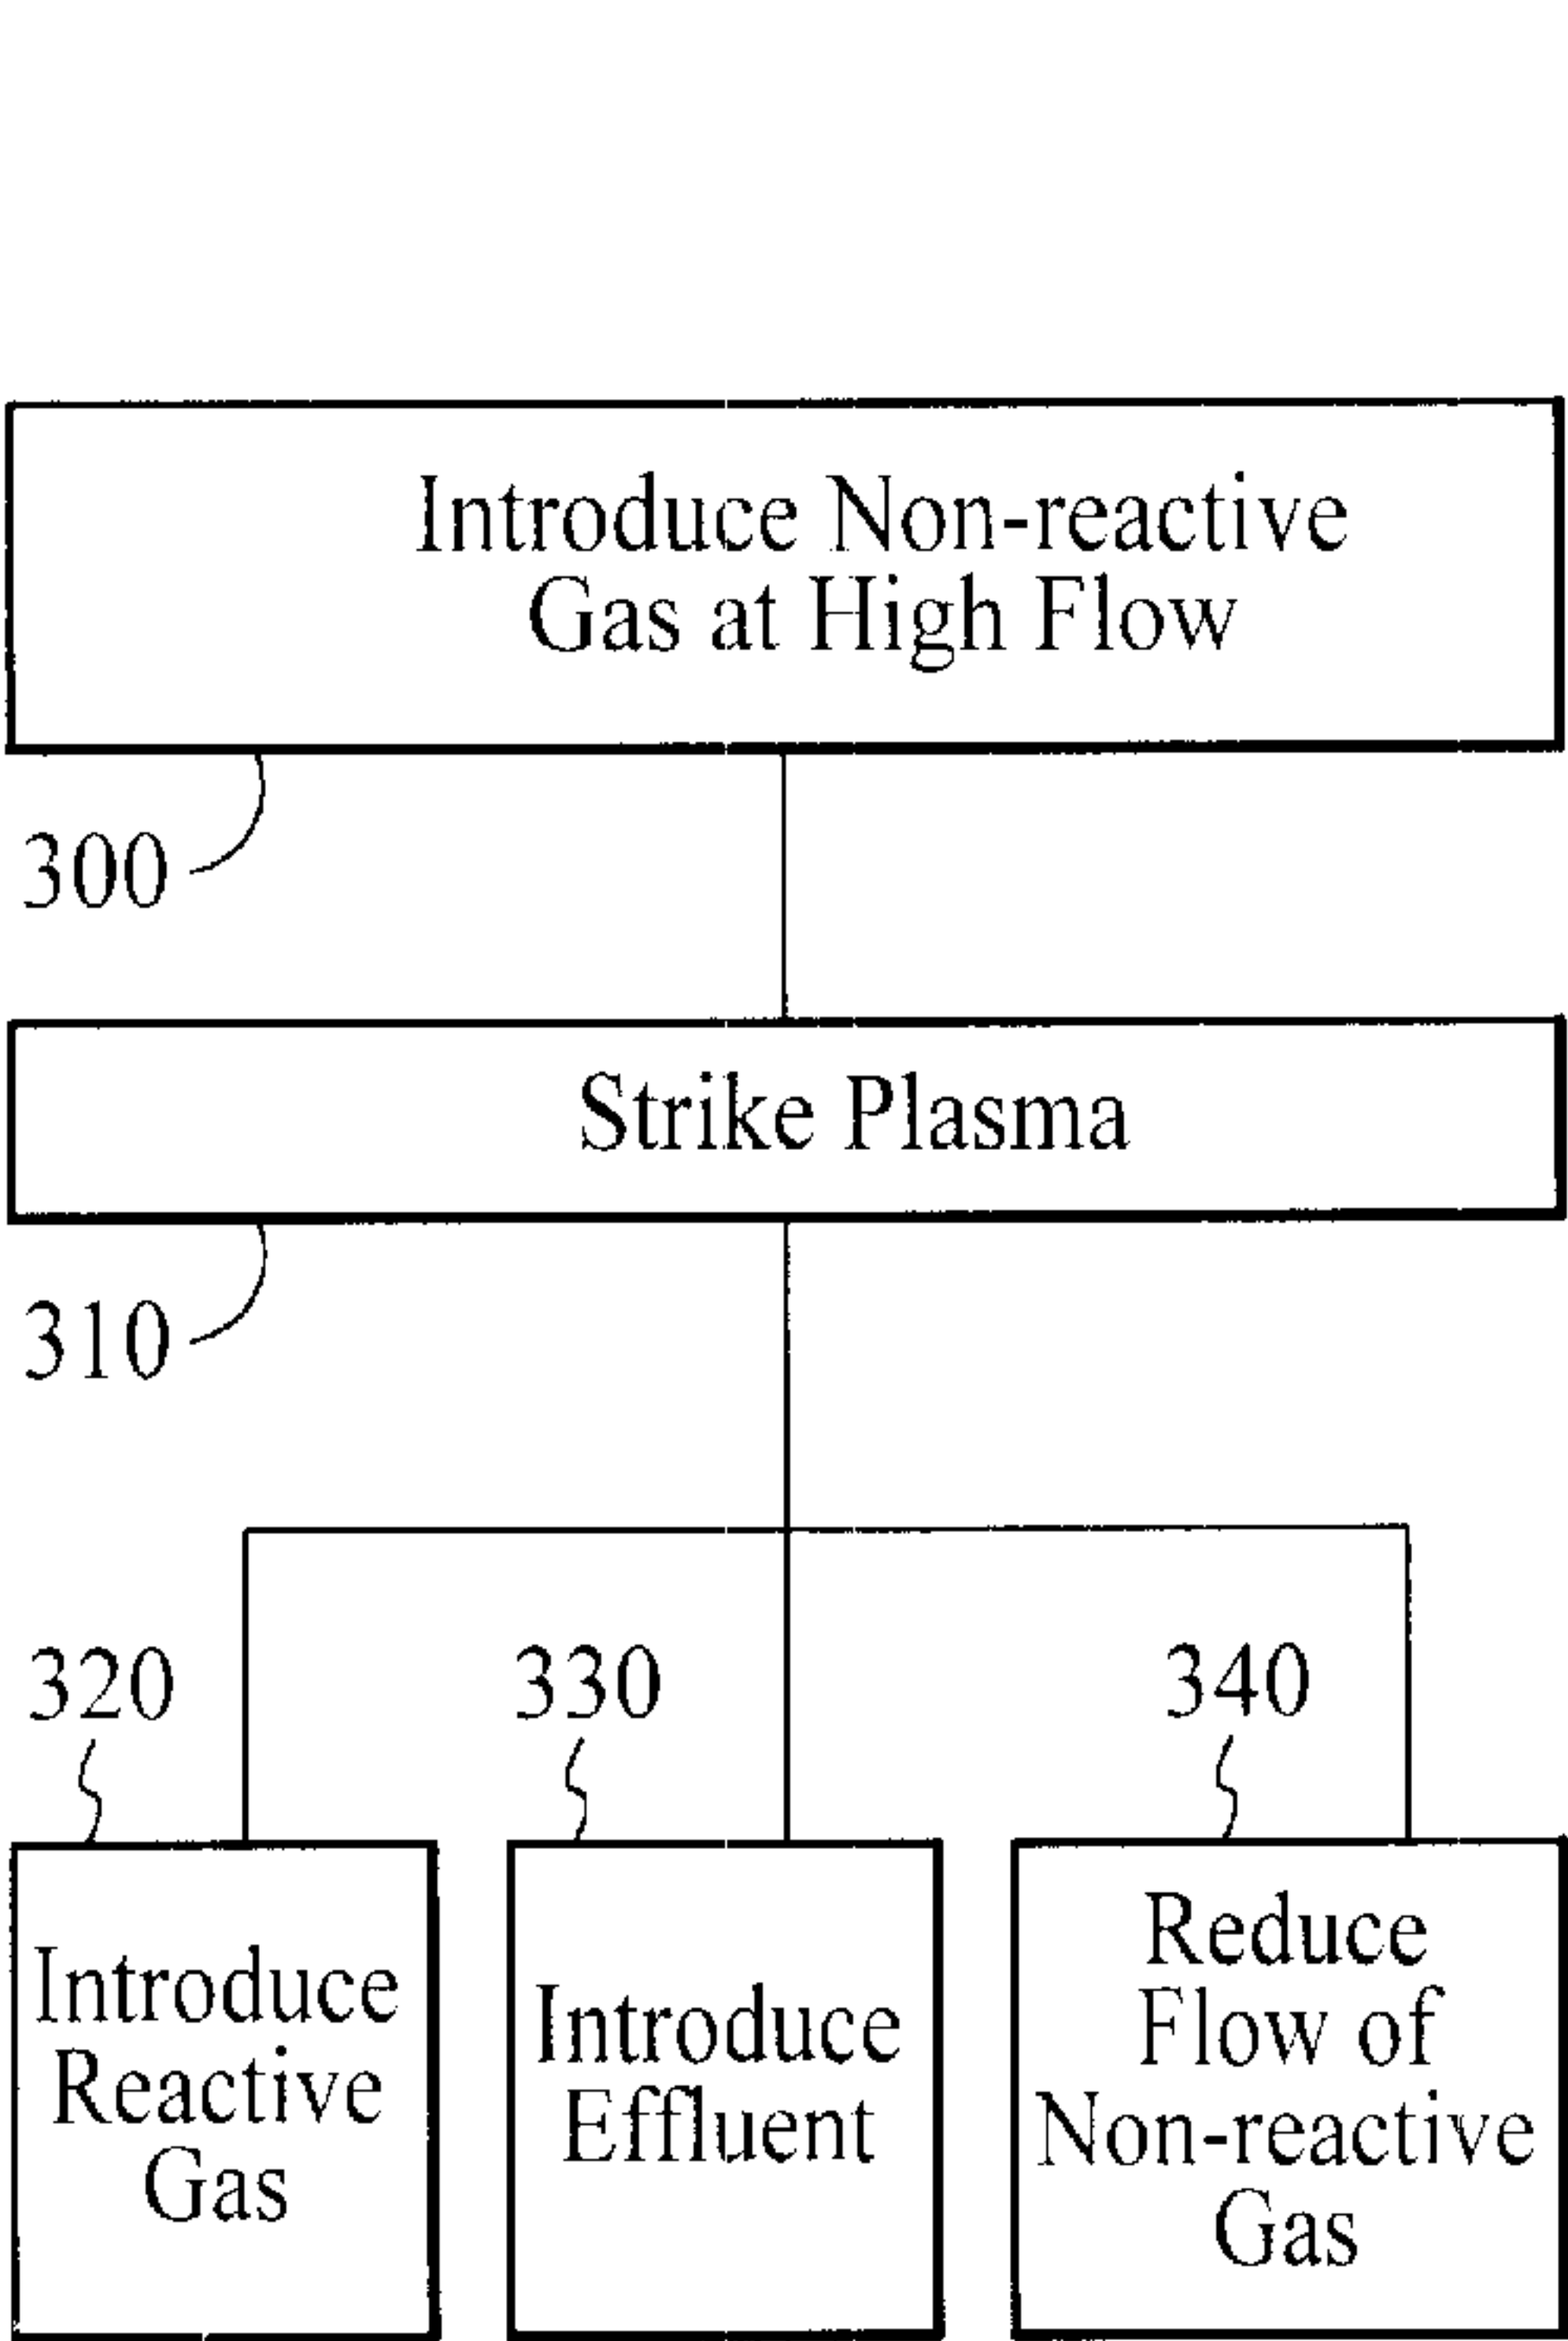 Introduce Non-reactive
Gas at High Flow
300
Strike Plasma
310
320
330
340
Introduce
Reactive
Gas
Introduce
Effluent
Reduce
Flow of
Non-reactive
Gas